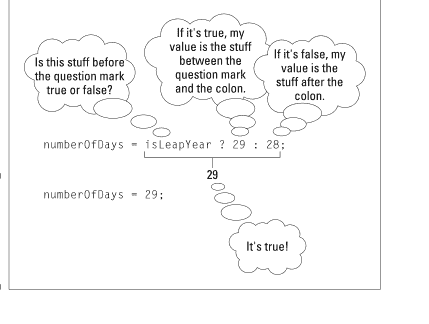 Is this stuff before
the question mark
true or false?
If it's true, my
value is the stuff
between the
question mark
and the colon.
If it's false, my
value is the
stuff after the
colon.
numberOfDays = isLeapYear ? 29 : 28;
29
numberOfDays = 29;
It's true!